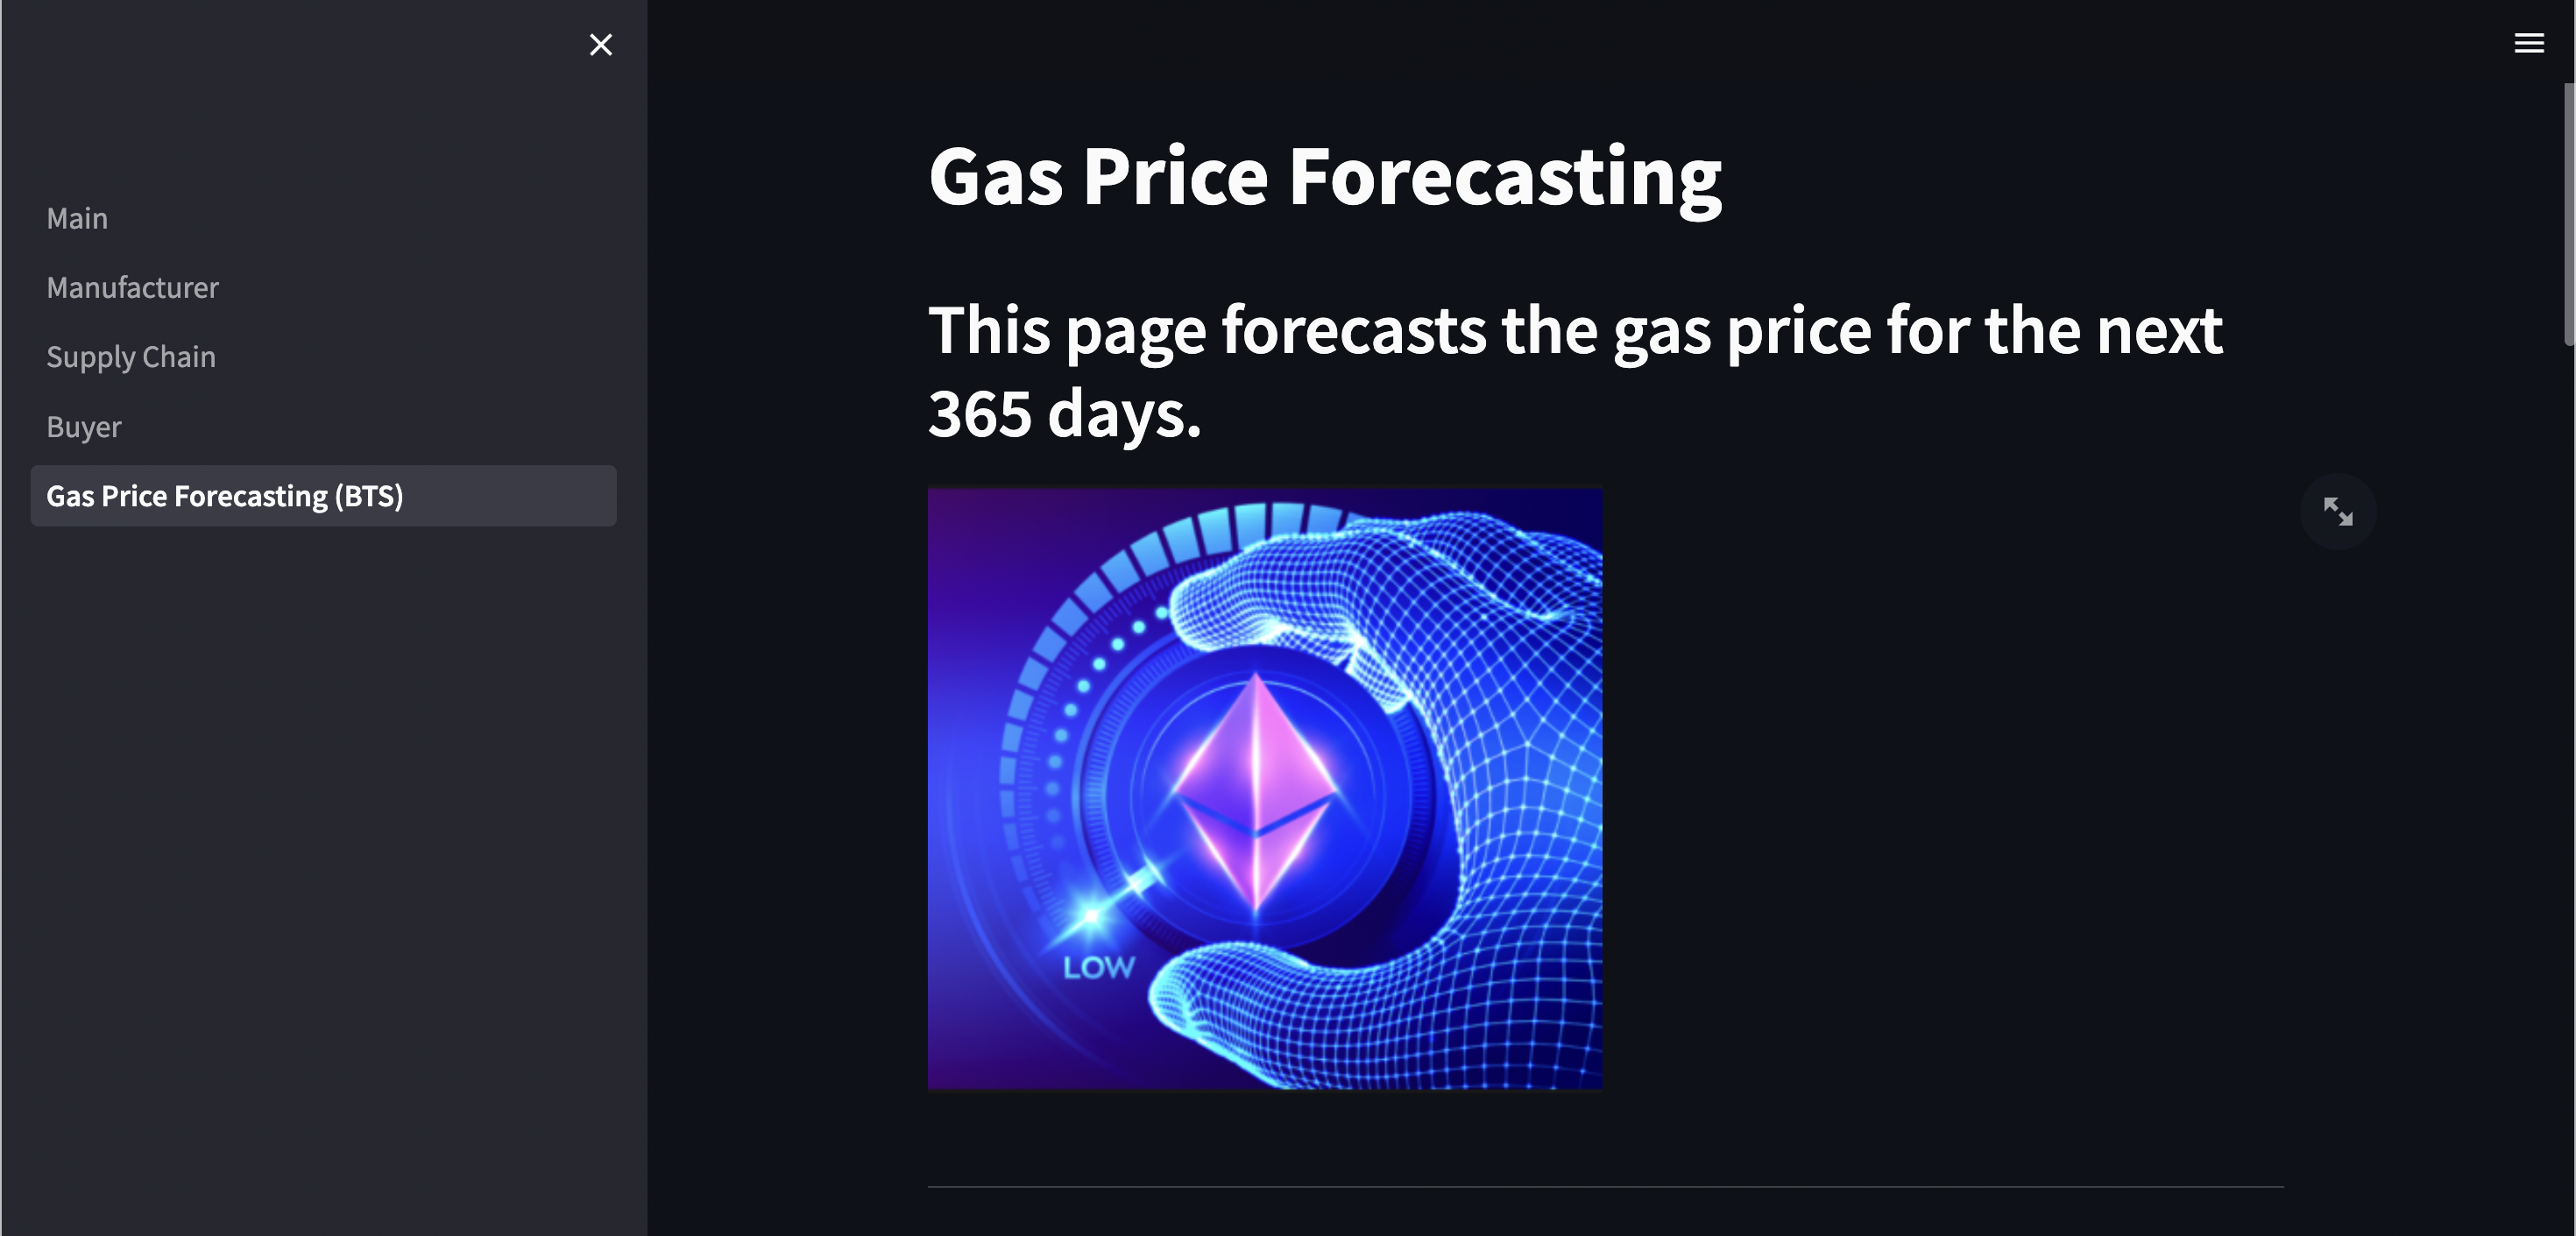 Main
Manufacturer
Supply Chain
Buyer
Gas Price Forecasting (BTS)
Gas Price Forecasting
This page forecasts the gas price for the next
365 days.
LOW